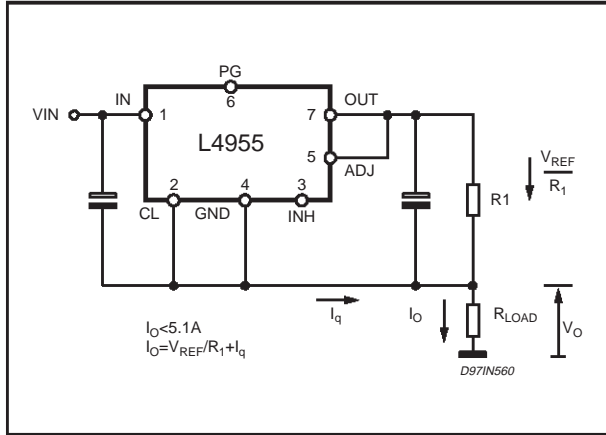 PG
6
IN
OUT
VIN
1
7
L4955
5
ADJ
V_REF
R_1
R1
2
4
3
CL
GND
INH
I_q
I_O
R_LOAD
V_O
I_O<5.1A
I_O=V_REF/R_1+I_q
D97IN560